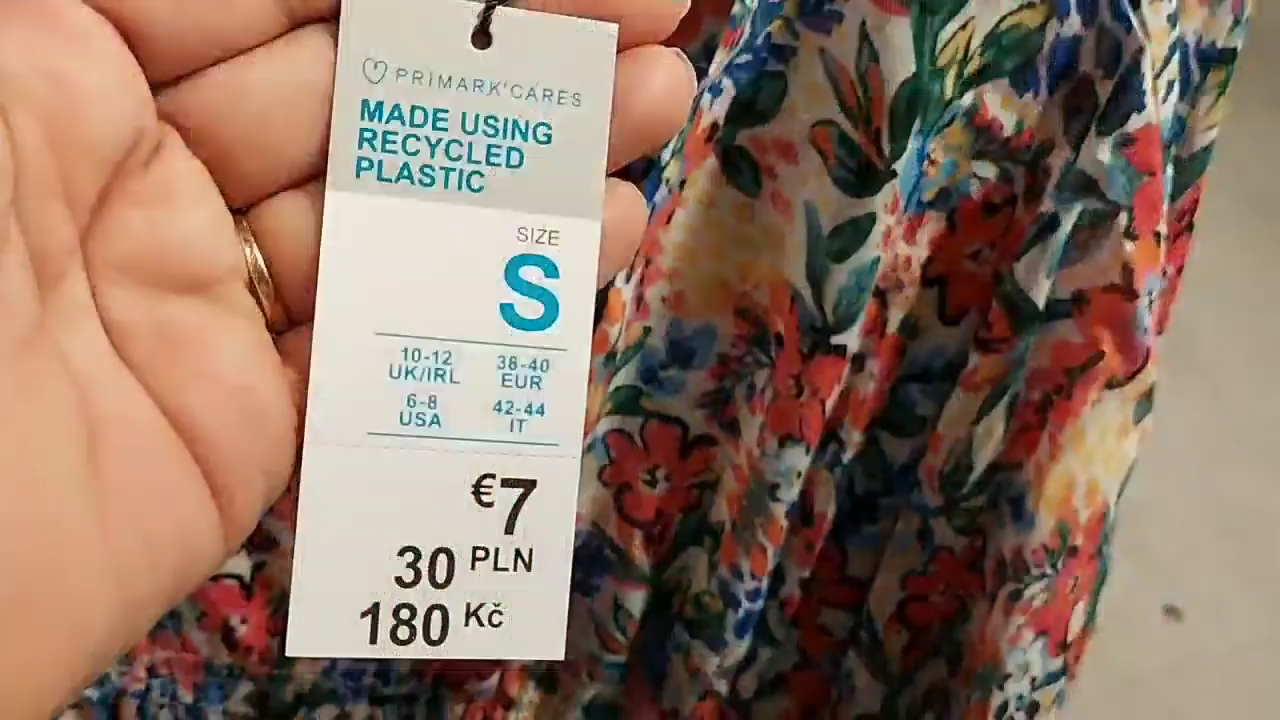 PRIMARK'CARES
MADE USING
RECYCLED
PLASTIC
SIZE
S
10-12 38-40
UK/IRL EUR
6-8 42-44
USA IT
€7
30 PLN
180 Kč